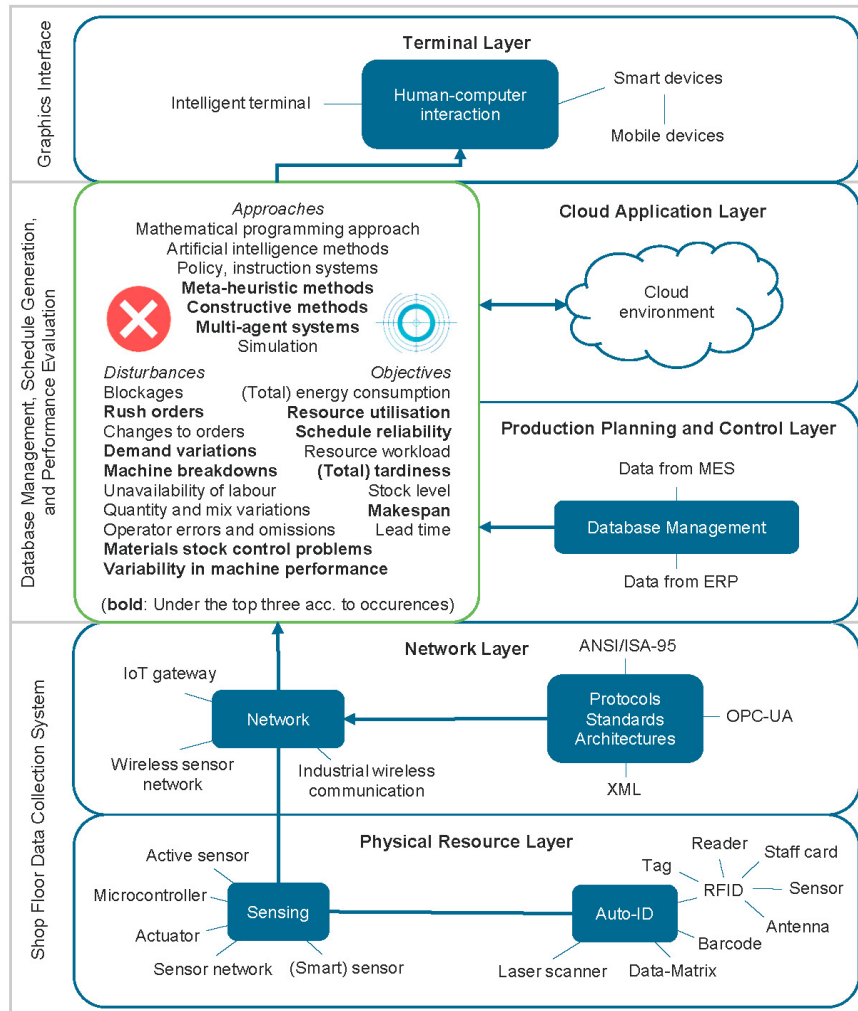 Graphics Interface
Terminal Layer
Intelligent terminal
Human-computer
interaction
Smart devices
Mobile devices
Database Management, Schedule Generation,
and Performance Evaluation
Approaches
Mathematical programming approach
Artificial intelligence methods
Policy, instruction systems
Meta-heuristic methods
Constructive methods
Multi-agent systems
Simulation
Disturbances
Blockages
Rush orders
Changes to orders
Demand variations
Machine breakdowns
Unavailability of labour
Quantity and mix variations
Operator errors and omissions
Materials stock control problems
Variability in machine performance
Objectives
(Total) energy consumption
Resource utilisation
Schedule reliability
Resource workload
(Total) tardiness
Stock level
Makespan
Lead time
(bold: Under the top three acc. to occurences)
Cloud Application Layer
Cloud
environment
Production Planning and Control Layer
Data from MES
Database Management
Data from ERP
Shop Floor Data Collection System
Network Layer
IoT gateway
Network
Wireless sensor
network
Industrial wireless
communication
ANSI/ISA-95
Protocols
Standards
Architectures
OPC-UA
XML
Physical Resource Layer
Active sensor
Microcontroller
Actuator
Sensor network
(Smart) sensor
Sensing
Auto-ID
Laser scanner
Data-Matrix
Barcode
Tag
Reader
RFID
Staff card
Sensor
Antenna